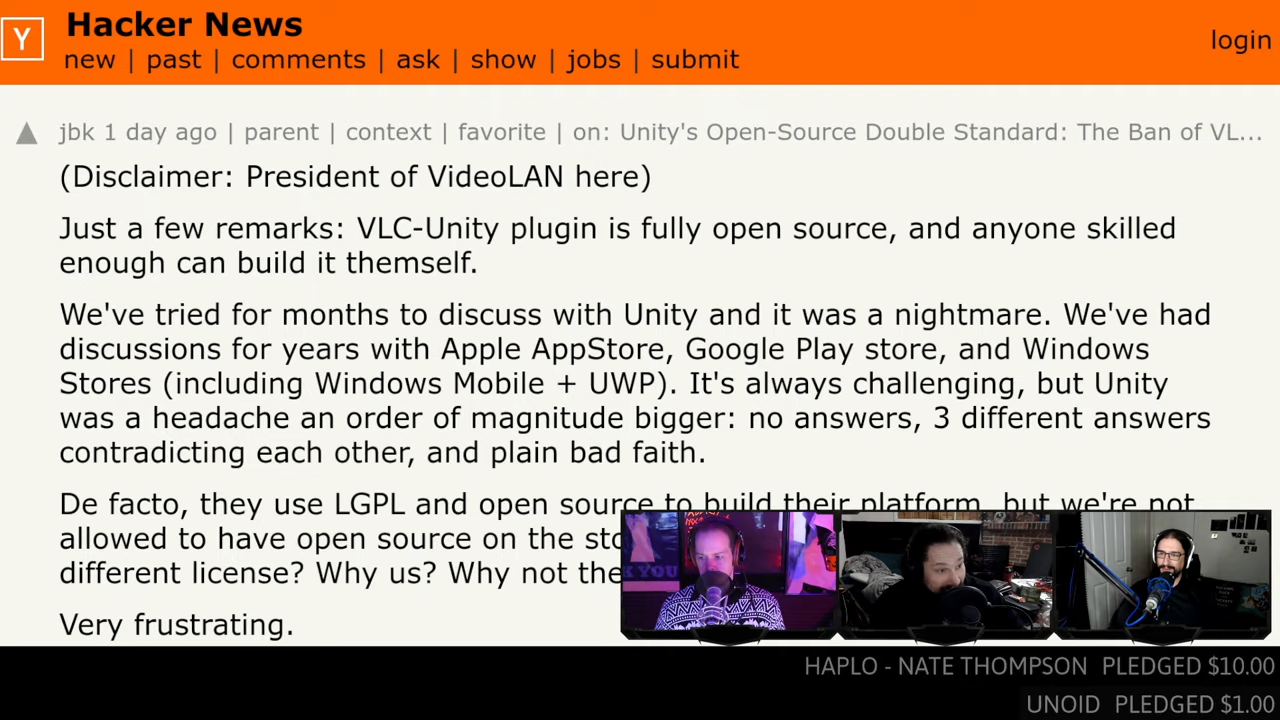 Y
Hacker News
new | past | comments | ask | show | jobs | submit
login
▲ jbk 1 day ago | parent | context | favorite | on: Unity's Open-Source Double Standard: The Ban of VL...
(Disclaimer: President of VideoLAN here)
Just a few remarks: VLC-Unity plugin is fully open source, and anyone skilled
enough can build it themself.
We've tried for months to discuss with Unity and it was a nightmare. We've had
discussions for years with Apple AppStore, Google Play store, and Windows
Stores (including Windows Mobile + UWP). It's always challenging, but Unity
was a headache an order of magnitude bigger: no answers, 3 different answers
contradicting each other, and plain bad faith.
De facto, they use LGPL and open source to build their platform, but we're not
allowed to have open source on the
different license? Why us? Why not
Very frustrating.
HAPLO - NATE THOMPSON PLEDGED $10.00
UNOID PLEDGED $1.00